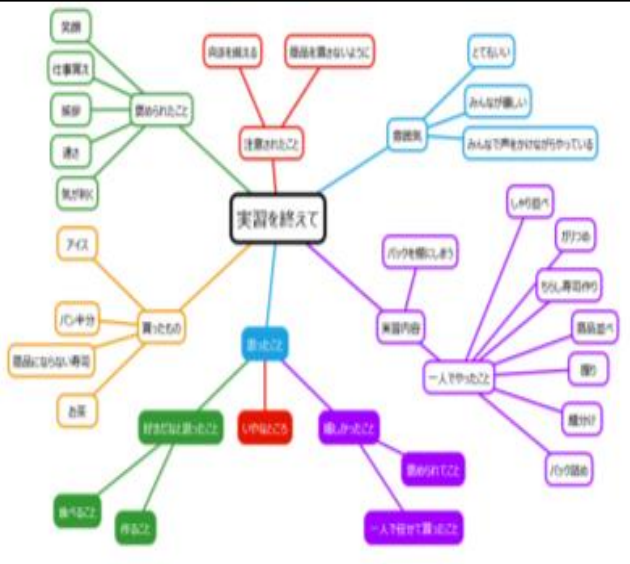 笑顔
仕事覚え
挨拶
速さ
気が利く
褒められたこと
向きを揃える
商品を潰さないように
注意されたこと
とてもいい
みんなが優しい
みんなで声をかけながらやっている
雰囲気
実習を終えて
アイス
パン半分
商品にならない寿司
お茶
貰ったもの
パックを棚にしまう
実習内容
しゃり並べ
ガリつめ
ちらし寿司作り
商品並べ
握り
種分け
パック詰め
一人でやったこと
思ったこと
好きだなと思ったこと
いやなところ
嬉しかったこと
食べること
作ること
褒められてこと
一人で任せて貰ったこと